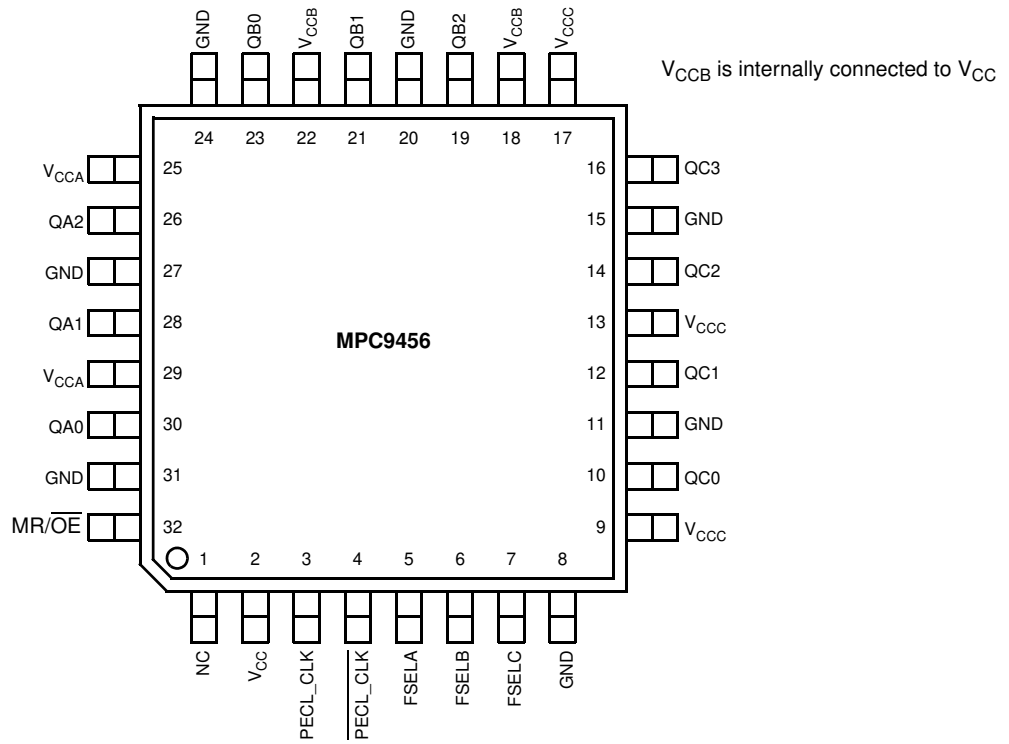 GND
QB0
VCCB
QB1
GND
QB2
VCCB
VCCC
VCCB is internally connected to VCC
24 23 22 21 20 19 18 17
VCCA 25
16 QC3
QA2 26
15 GND
GND 27
14 QC2
QA1 28
13 VCCC
MPC9456
VCCA 29
12 QC1
QA0 30
11 GND
GND 31
10 QC0
MR/O̅E̅ 32
9 VCCC
1 2 3 4 5 6 7 8
NC
VCC
PECL_CLK
P̅E̅C̅L̅_̅C̅L̅K̅
FSELA
FSELB
FSELC
GND